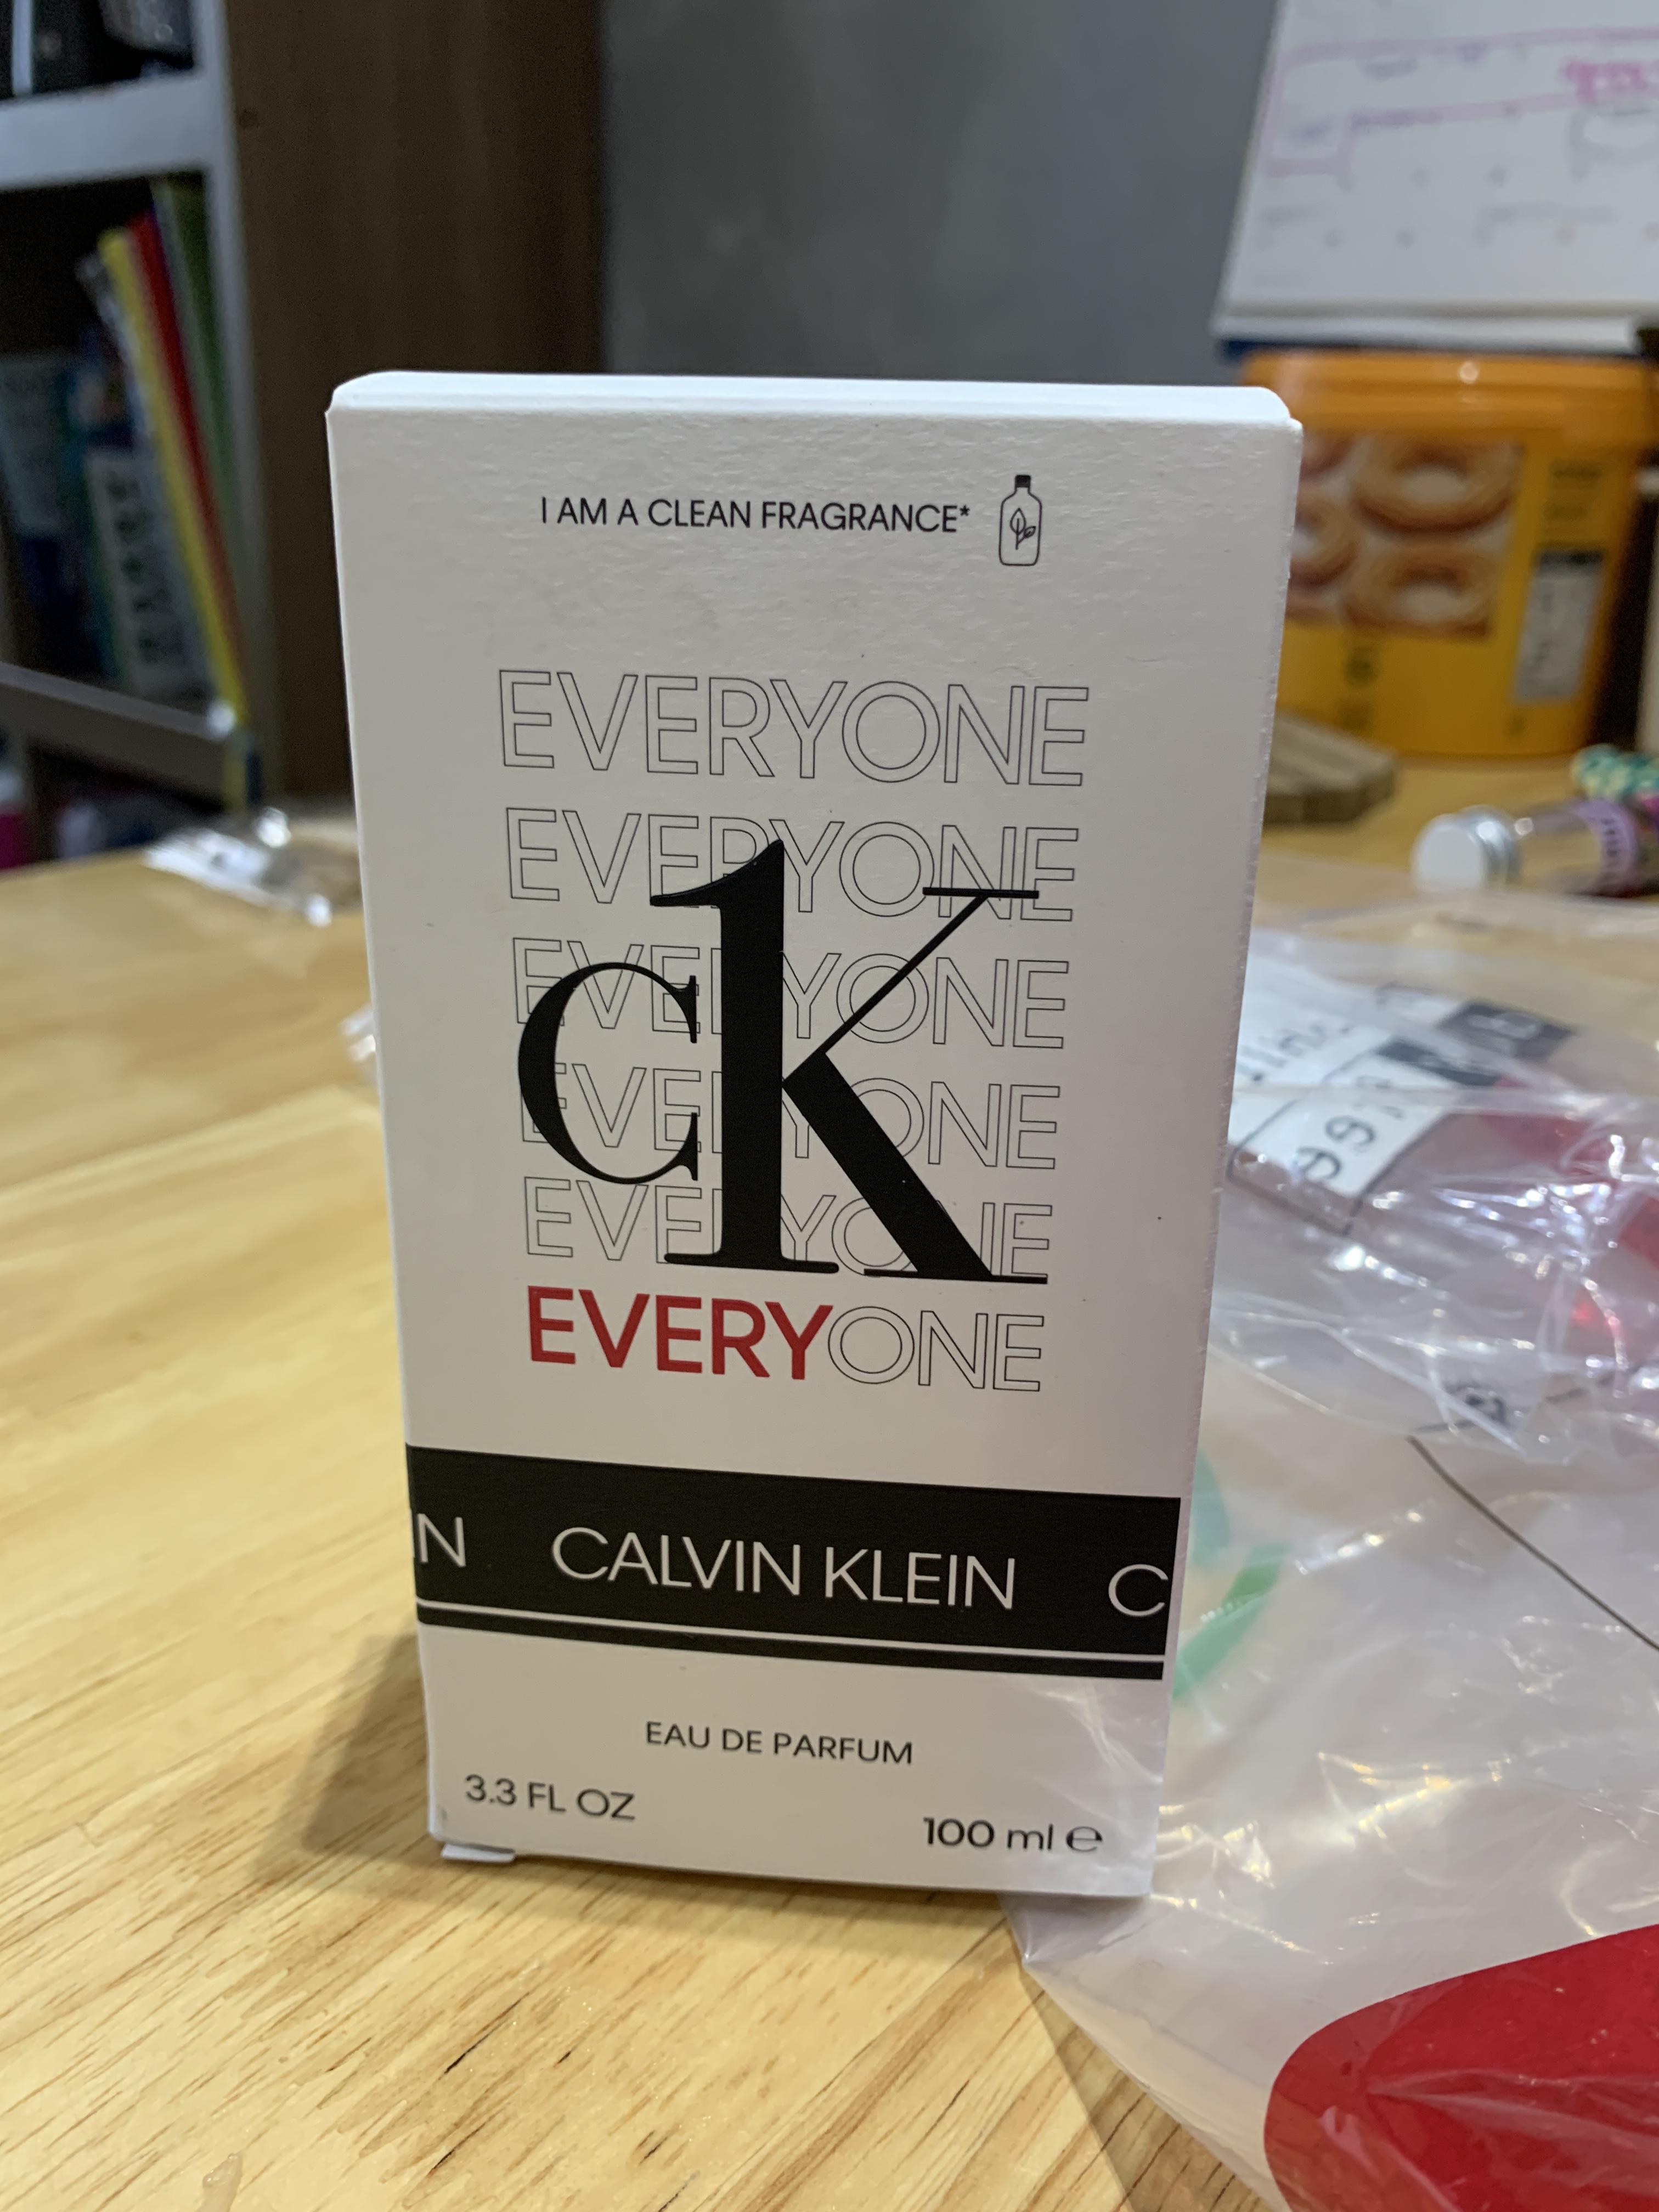 I AM A CLEAN FRAGRANCE*
EVERYONE
EVERYONE
EVERYONE
EVERYONE
EVERYONE
ck
EVERYONE
N CALVIN KLEIN C
EAU DE PARFUM
3.3 FL OZ
100 ml e